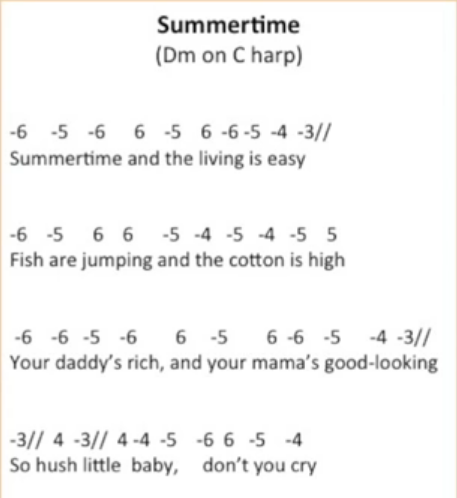 Summertime
(Dm on C harp)
-6 -5 -6 6 -5 6 -6 -5 -4 -3//
Summertime and the living is easy
-6 -5 6 6 -5 -4 -5 -4 -5 5
Fish are jumping and the cotton is high
-6 -6 -5 -6 6 -5 6 -6 -5 -4 -3//
Your daddy's rich, and your mama's good-looking
-3// 4 -3// 4 -4 -5 -6 6 -5 -4
So hush little baby, don't you cry